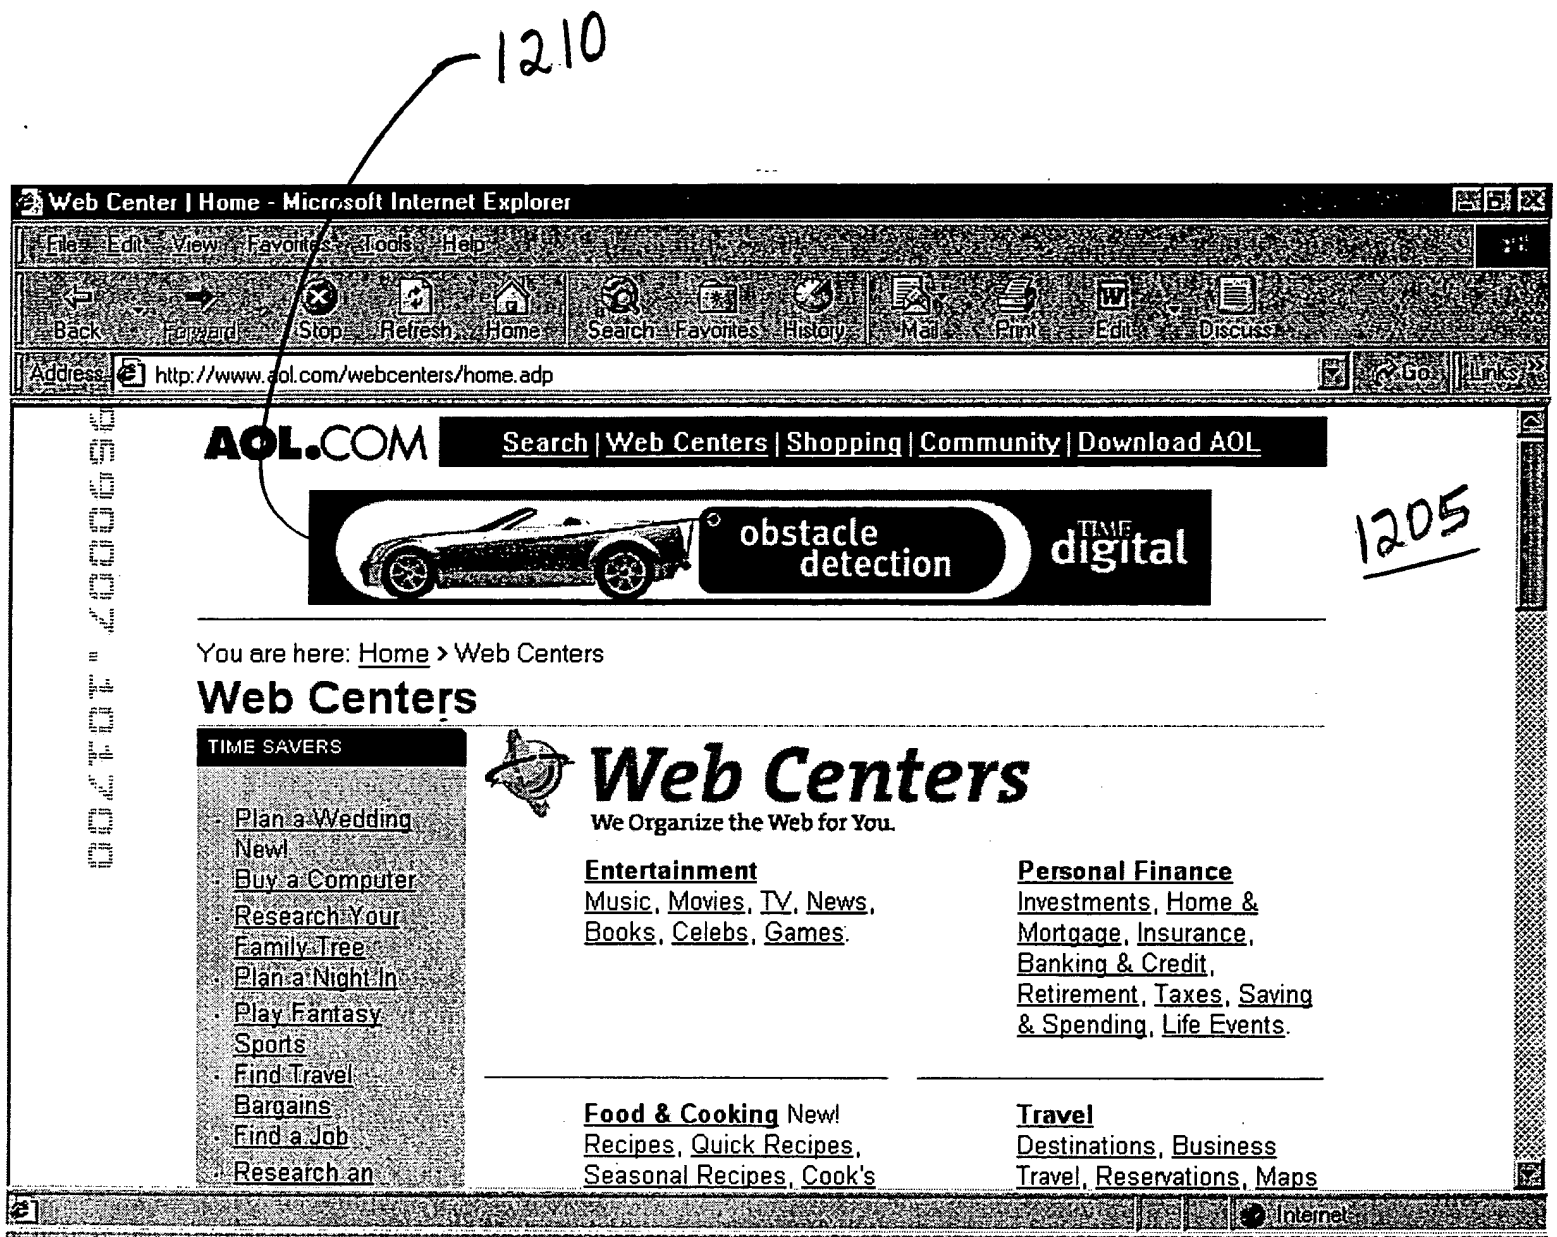 1210
Web Center | Home - Microsoft Internet Explorer
File Edit View Favorites Tools Help
Back Forward Stop Refresh Home Search Favorites History Mail Print Edit Discuss
Address http://www.aol.com/webcenters/home.adp Go Links »
AOL.COM Search | Web Centers | Shopping | Community | Download AOL
obstacle detection TIME digital
1205
You are here: Home > Web Centers
Web Centers
TIME SAVERS
· Plan a Wedding
New!
· Buy a Computer
· Research Your
Family Tree
· Plan a Night In
· Play Fantasy
Sports
· Find Travel
Bargains
· Find a Job
· Research an
Web Centers
We Organize the Web for You.
Entertainment
Music, Movies, TV, News,
Books, Celebs, Games.
Personal Finance
Investments, Home &
Mortgage, Insurance,
Banking & Credit,
Retirement, Taxes, Saving
& Spending, Life Events.
Food & Cooking New!
Recipes, Quick Recipes,
Seasonal Recipes, Cook's
Travel
Destinations, Business
Travel, Reservations, Maps
Internet